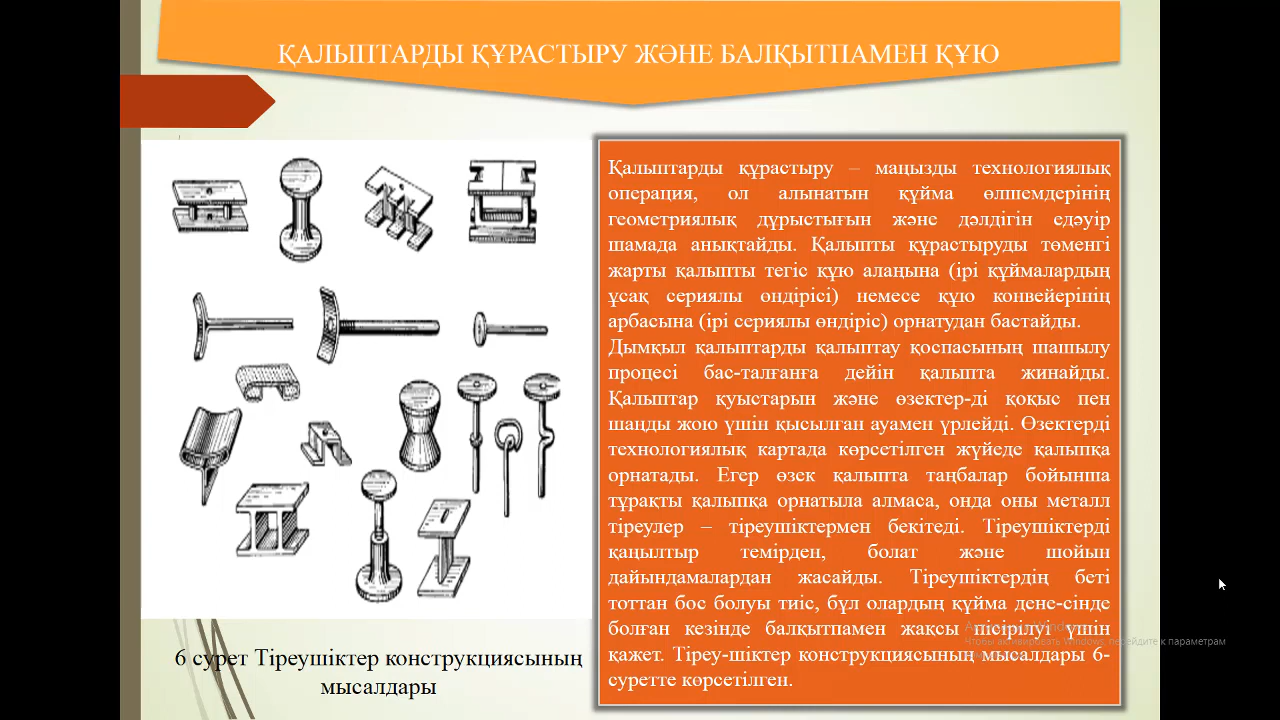 ҚАЛЫПТАРДЫ ҚҰРАСТЫРУ ЖӘНЕ БАЛҚЫТПАМЕН ҚҰЮ
Қалыптарды құрастыру – маңызды технологиялық
операция, ол алынатын құйма өлшемдерінің
геометриялық дұрыстығын және дәлдігін едәуір
шамада анықтайды. Қалыпты құрастыруды төменгі
жарты қалыпты тегіс құю алаңына (ірі құймалардың
ұсақ сериялы өндірісі) немесе құю конвейерінің
арбасына (ірі сериялы өндіріс) орнатудан бастайды.
Дымқыл қалыптарды қалыптау қоспасының шашылу
процесі бас-талғанға дейін қалыпта жинайды.
Қалыптар қуыстарын және өзектер-ді қоқыс пен
шаңды жою үшін қысылған ауамен үрлейді. Өзектерді
технологиялық картада көрсетілген жүйеде қалыпқа
орнатады. Егер өзек қалыпта таңбалар бойынша
тұрақты қалыпқа орнатыла алмаса, онда оны металл
тіреулер – тіреушіктермен бекітеді. Тіреушіктерді
қаңылтыр темірден, болат және шойын
дайындамалардан жасайды. Тіреушіктердің беті
тоттан бос болуы тиіс, бұл олардың құйма дене-сінде
болған кезінде балқытпамен жақсы пісірілуі үшін
қажет. Тіреу-шіктер конструкциясының мысалдары 6-
суретте көрсетілген.
6 сурет Тіреушіктер конструкциясының
мысалдары
Windows
Чтобы активировать Windows, перейдите к параметрам